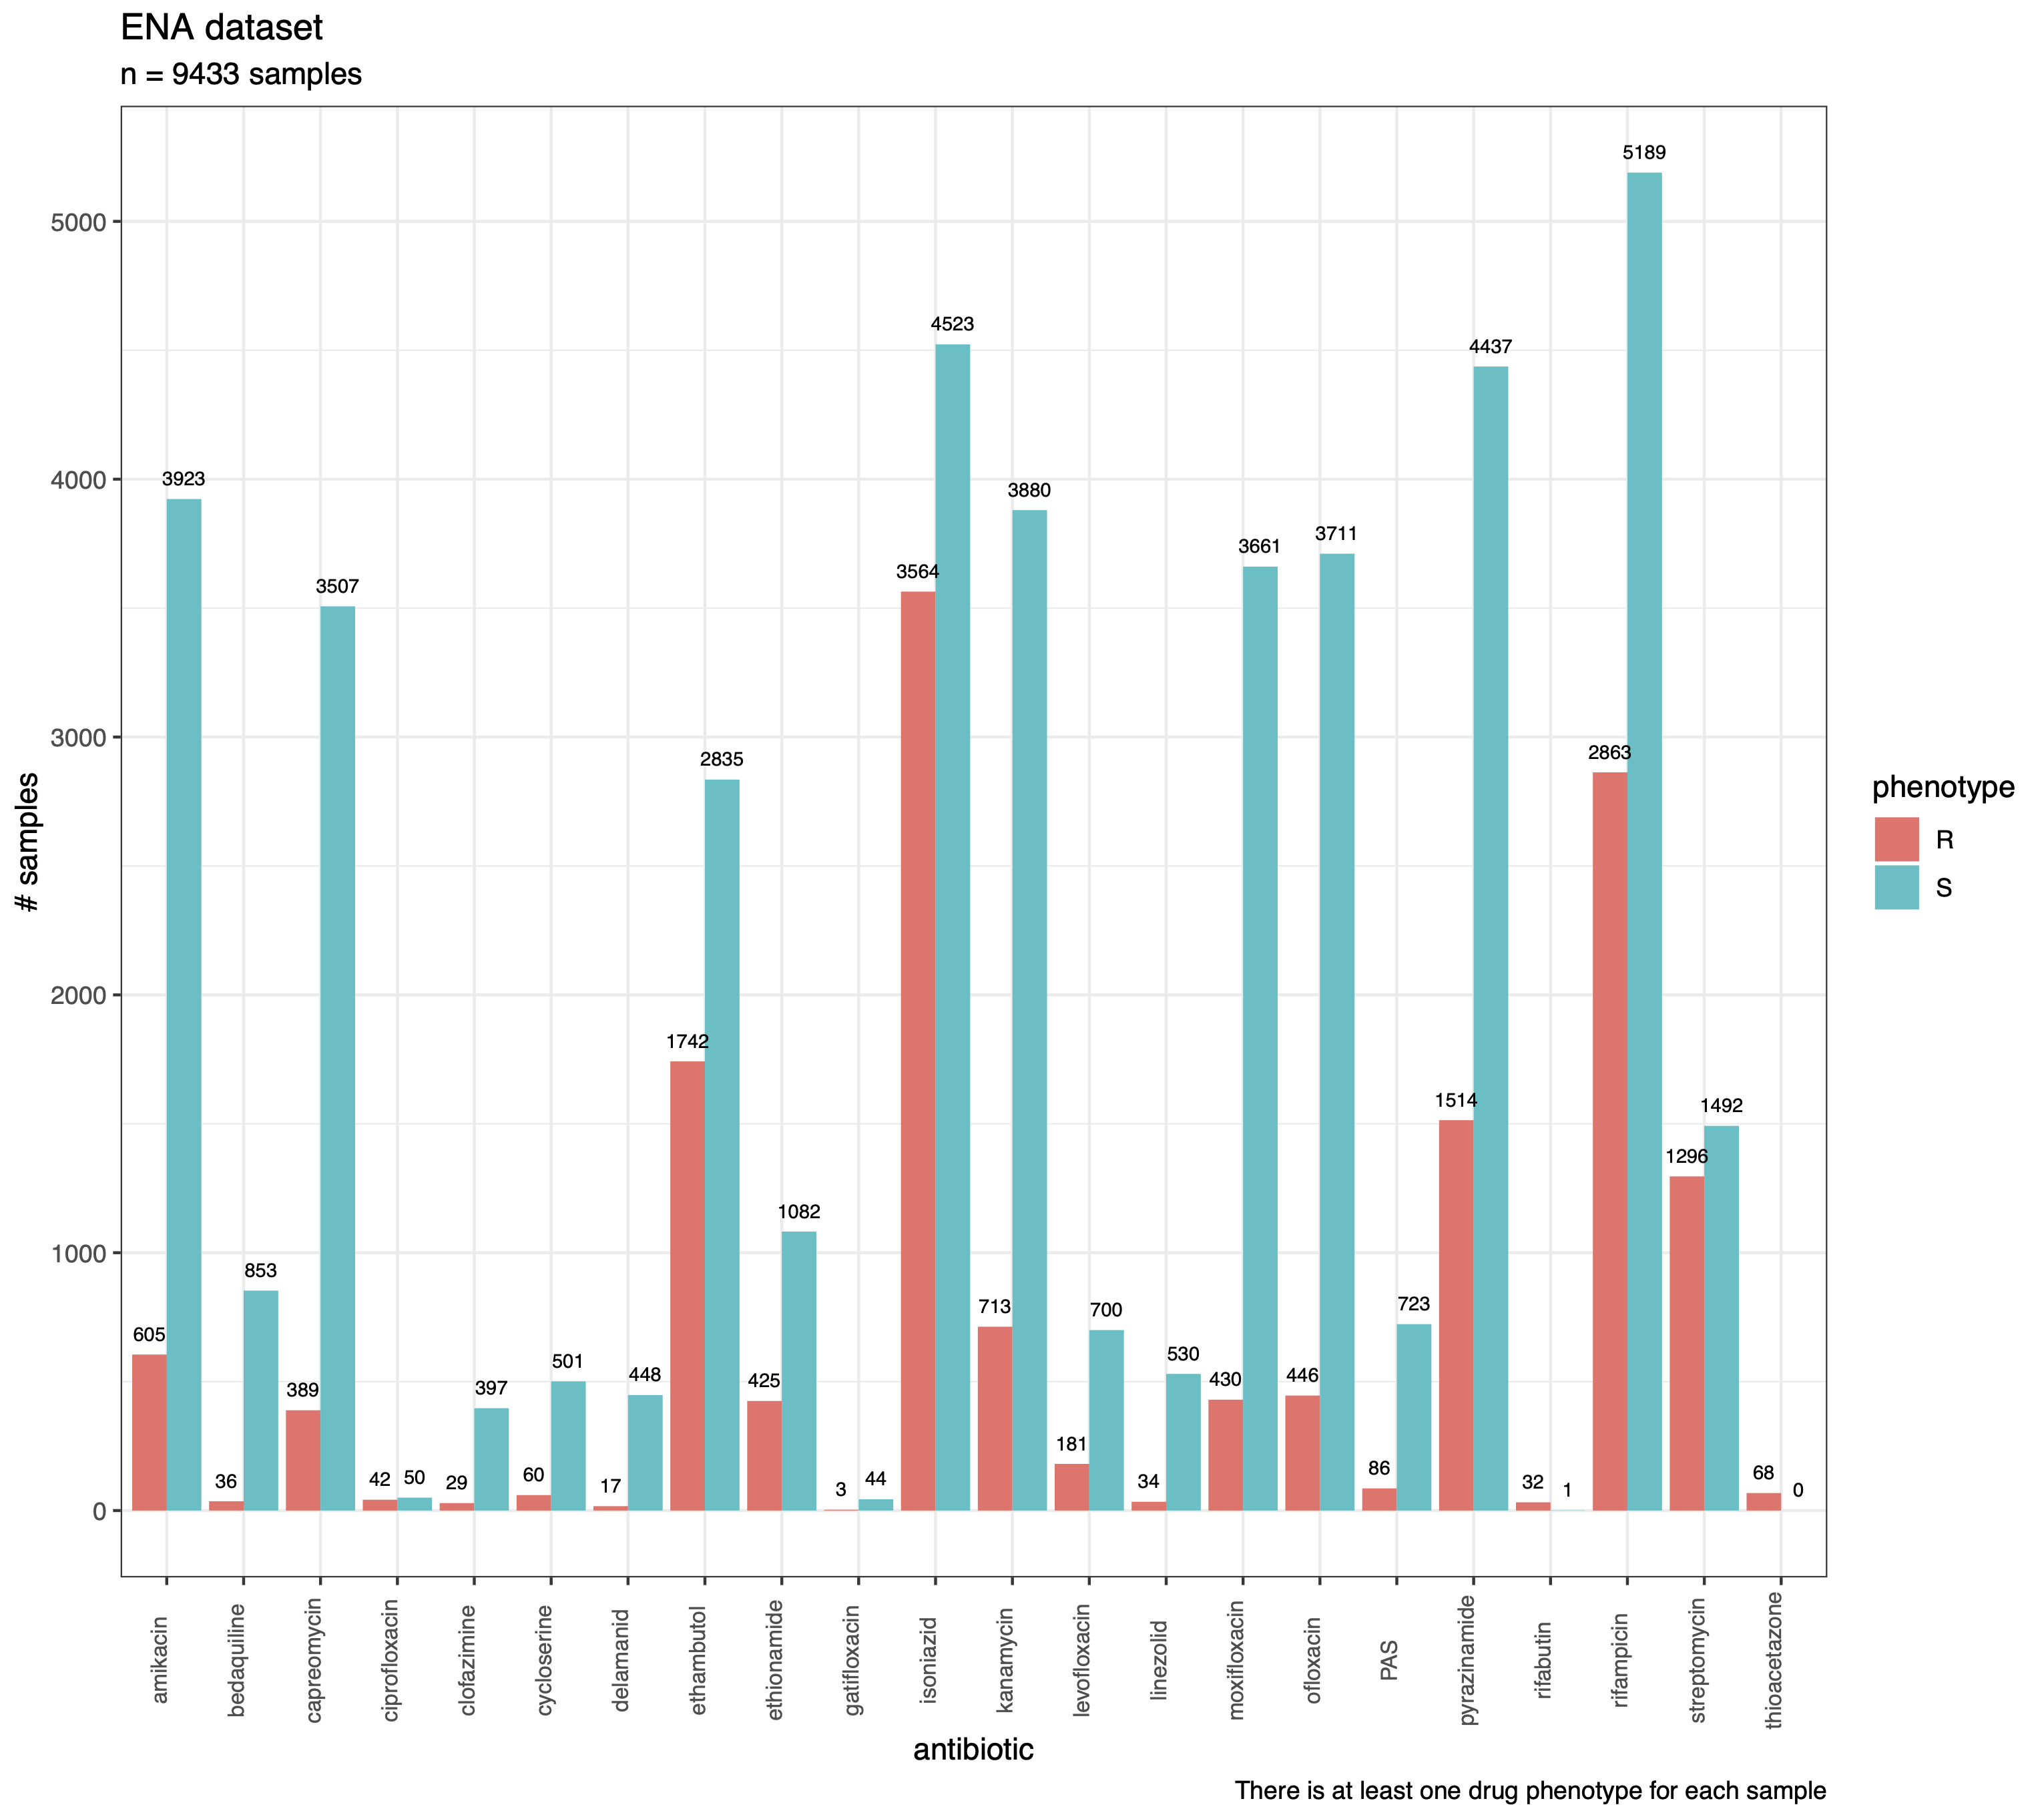 ENA dataset
n = 9433 samples
# samples
5000
4000
3000
2000
1000
0
605
3923
36
853
389
3507
42
50
29
397
60
501
17
448
1742
2835
425
1082
3
44
3564
4523
713
3880
181
700
34
530
430
3661
446
3711
86
723
1514
4437
32
1
2863
5189
1296
1492
68
0
amikacin
bedaquiline
capreomycin
ciprofloxacin
clofazimine
cycloserine
delamanid
ethambutol
ethionamide
gatifloxacin
isoniazid
kanamycin
levofloxacin
linezolid
moxifloxacin
ofloxacin
PAS
pyrazinamide
rifabutin
rifampicin
streptomycin
thioacetazone
antibiotic
phenotype
R
S
There is at least one drug phenotype for each sample